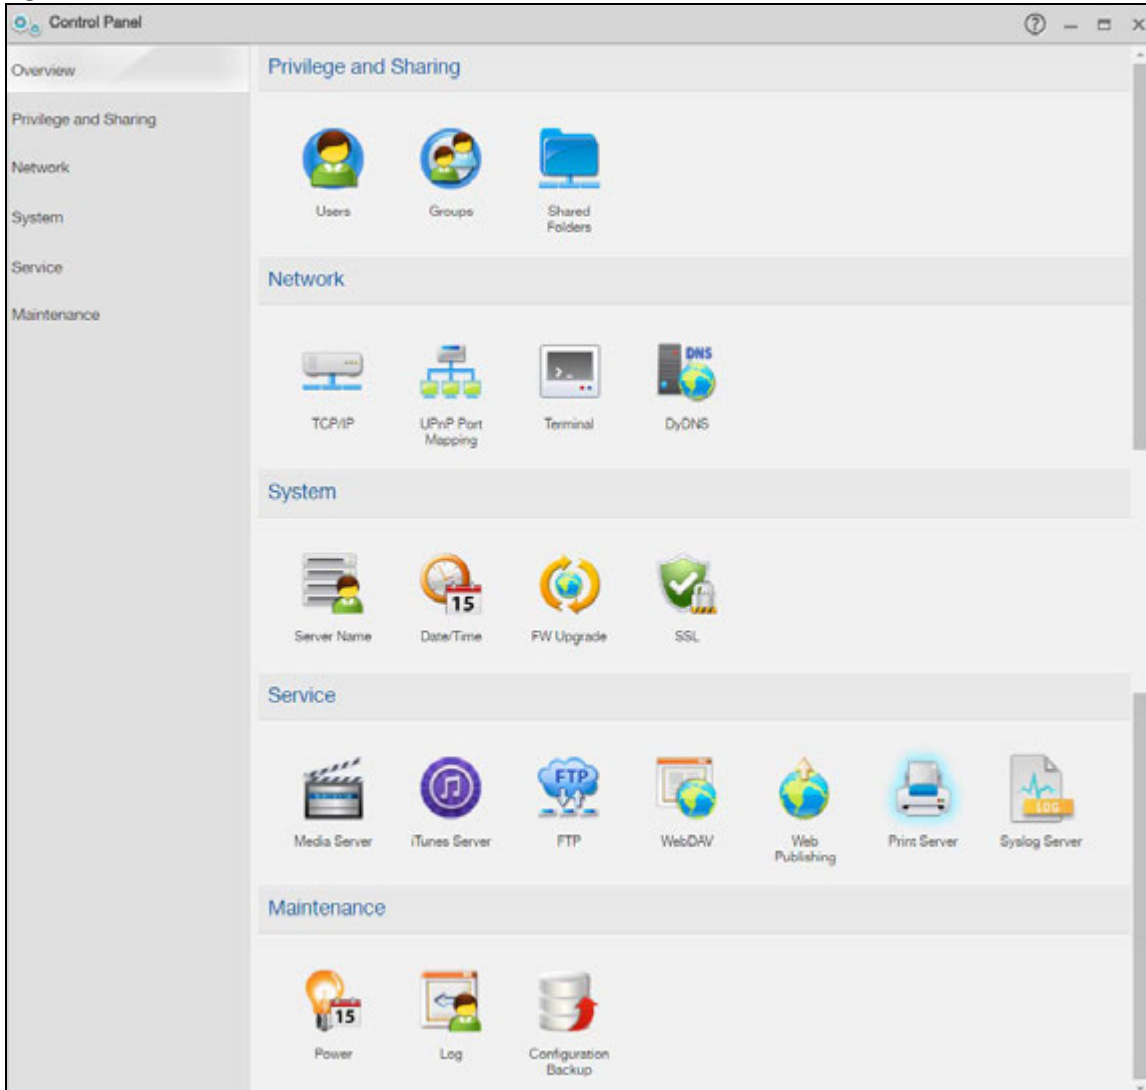 Control Panel
Overview
Privilege and Sharing
Network
System
Service
Maintenance
Privilege and Sharing
Users
Groups
Shared
Folders
Network
DNS
TCP/IP
UPnP Port
Mapping
Terminal
DyDNS
System
15
Server Name
Date/Time
FW Upgrade
SSL
Service
FTP
LOG
Media Server
iTunes Server
FTP
WebDAV
Web
Publishing
Print Server
Syslog Server
Maintenance
15
Power
Log
Configuration
Backup